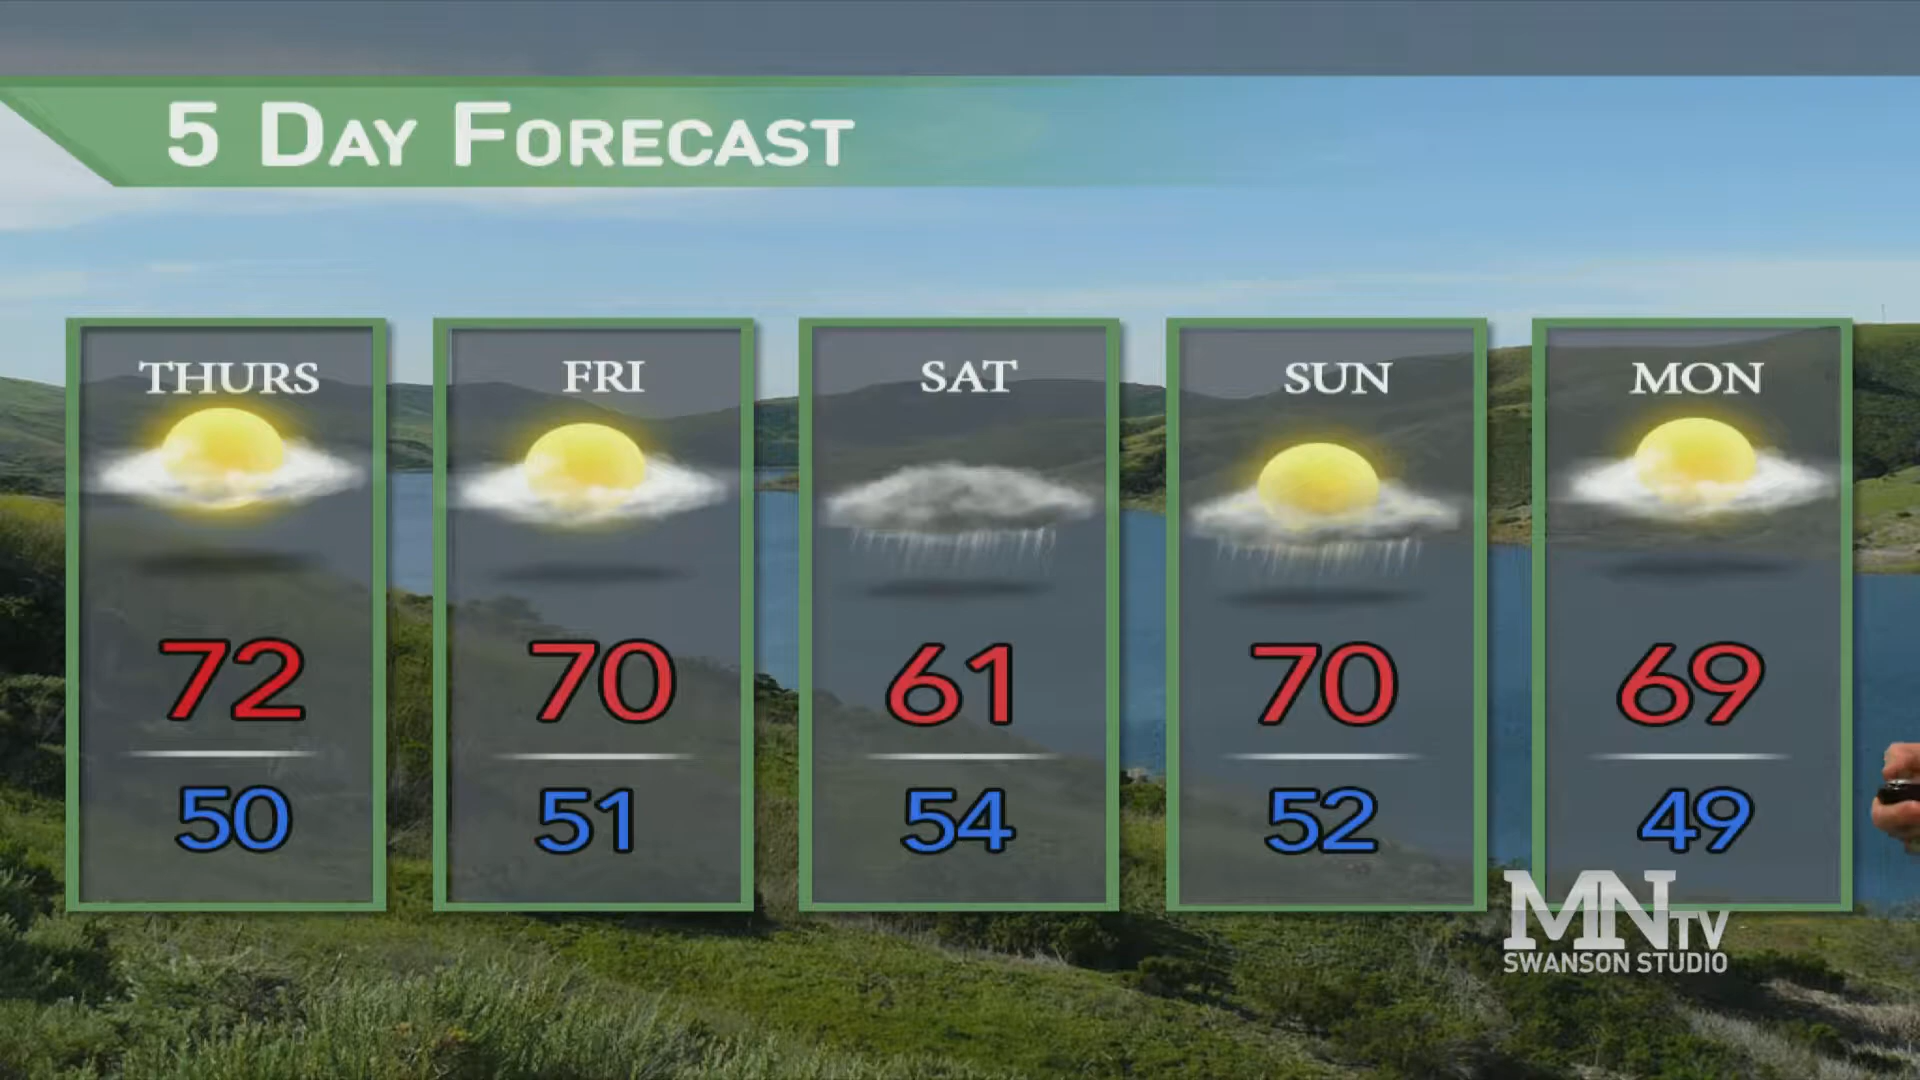 5 DAY FORECAST
THURS
72
50
FRI
70
51
SAT
61
54
SUN
70
52
MON
69
49
MNTV
SWANSON STUDIO